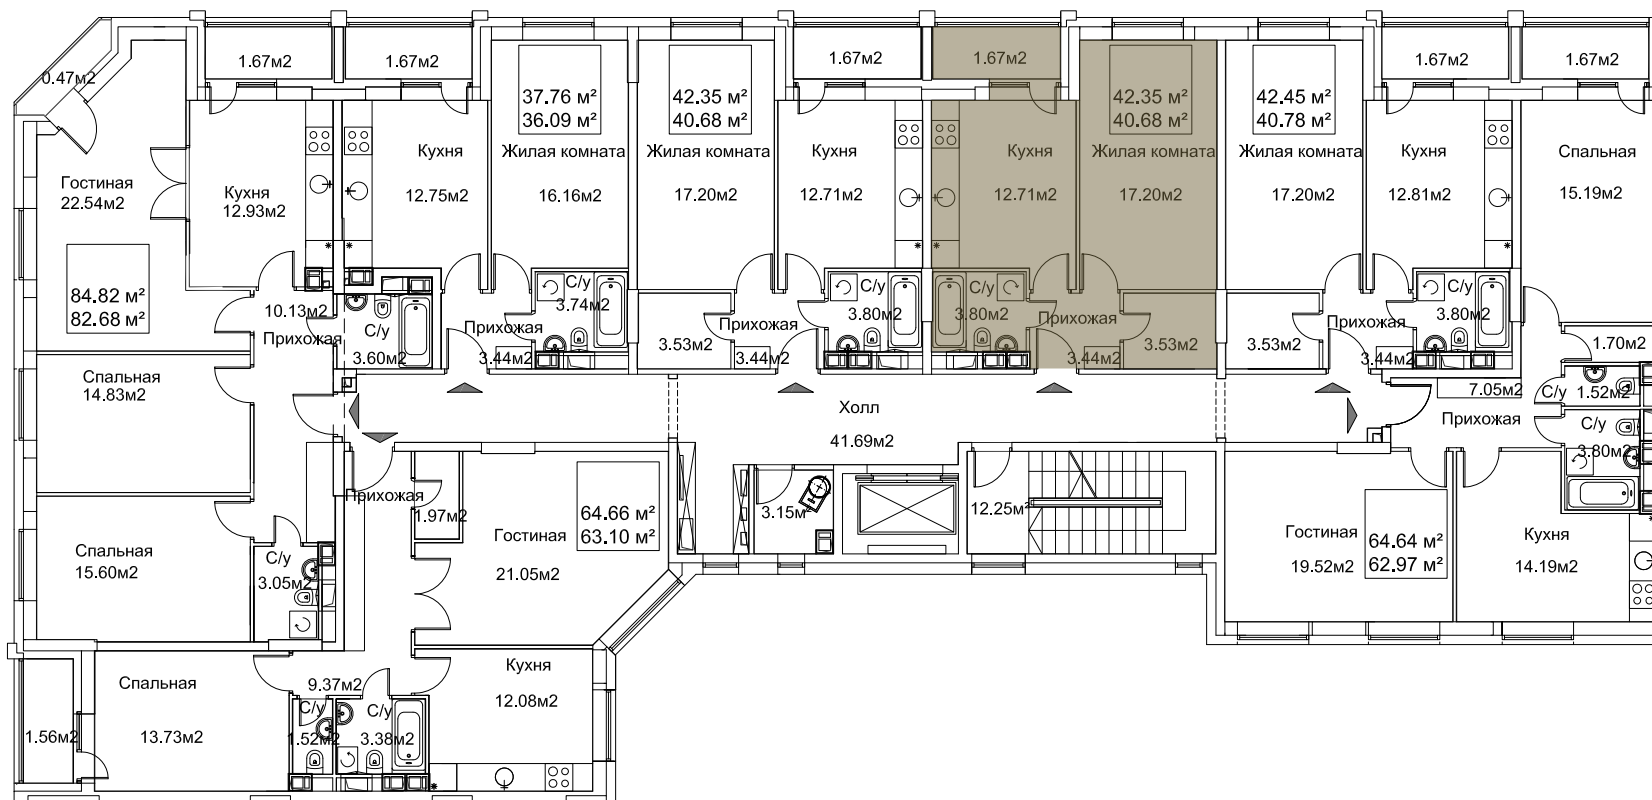 1.67м2
1.67м2
1.67м2
1.67м2
1.67м2
1.67м2
0.47м2
37.76 м²
36.09 м²
42.35 м²
40.68 м²
42.35 м²
40.68 м²
42.45 м²
40.78 м²
Гостиная
22.54м2
Кухня
12.93м2
Кухня
12.75м2
Жилая комната
16.16м2
Жилая комната
17.20м2
Кухня
12.71м2
Кухня
12.71м2
Жилая комната
17.20м2
Жилая комната
17.20м2
Кухня
12.81м2
Спальная
15.19м2
84.82 м²
82.68 м²
10.13м2
Прихожая
С/у
3.60м2
Прихожая
3.44м2
С/у
3.74м2
3.53м2
Прихожая
3.44м2
С/у
3.80м2
С/у
3.80м2
Прихожая
3.44м2
3.53м2
3.53м2
Прихожая
3.44м2
С/у
3.80м2
1.70м2
Спальная
14.83м2
Холл
41.69м2
7.05м2
Прихожая
С/у
1.52м2
С/у
3.80м2
Прихожая
1.97м2
Гостиная
21.05м2
64.66 м²
63.10 м²
3.15м²
12.25м²
Гостиная
19.52м2
64.64 м²
62.97 м²
Кухня
14.19м2
Спальная
15.60м2
С/у
3.05м2
Спальная
13.73м2
1.56м2
9.37м2
С/у
1.52м2
С/у
3.38м2
Кухня
12.08м2